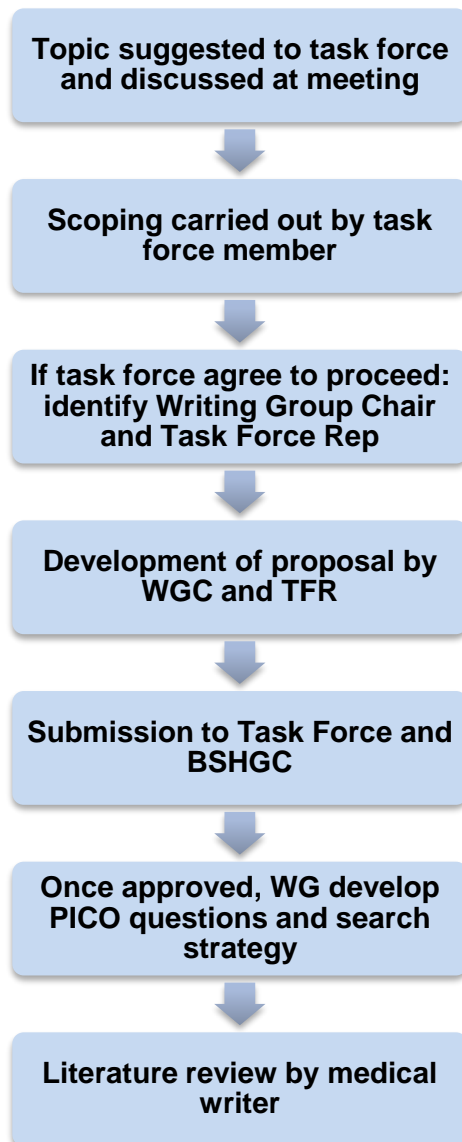 Topic suggested to task force
and discussed at meeting
Scoping carried out by task
force member
If task force agree to proceed:
identify Writing Group Chair
and Task Force Rep
Development of proposal by
WGC and TFR
Submission to Task Force and
BSHGC
Once approved, WG develop
PICO questions and search
strategy
Literature review by medical
writer